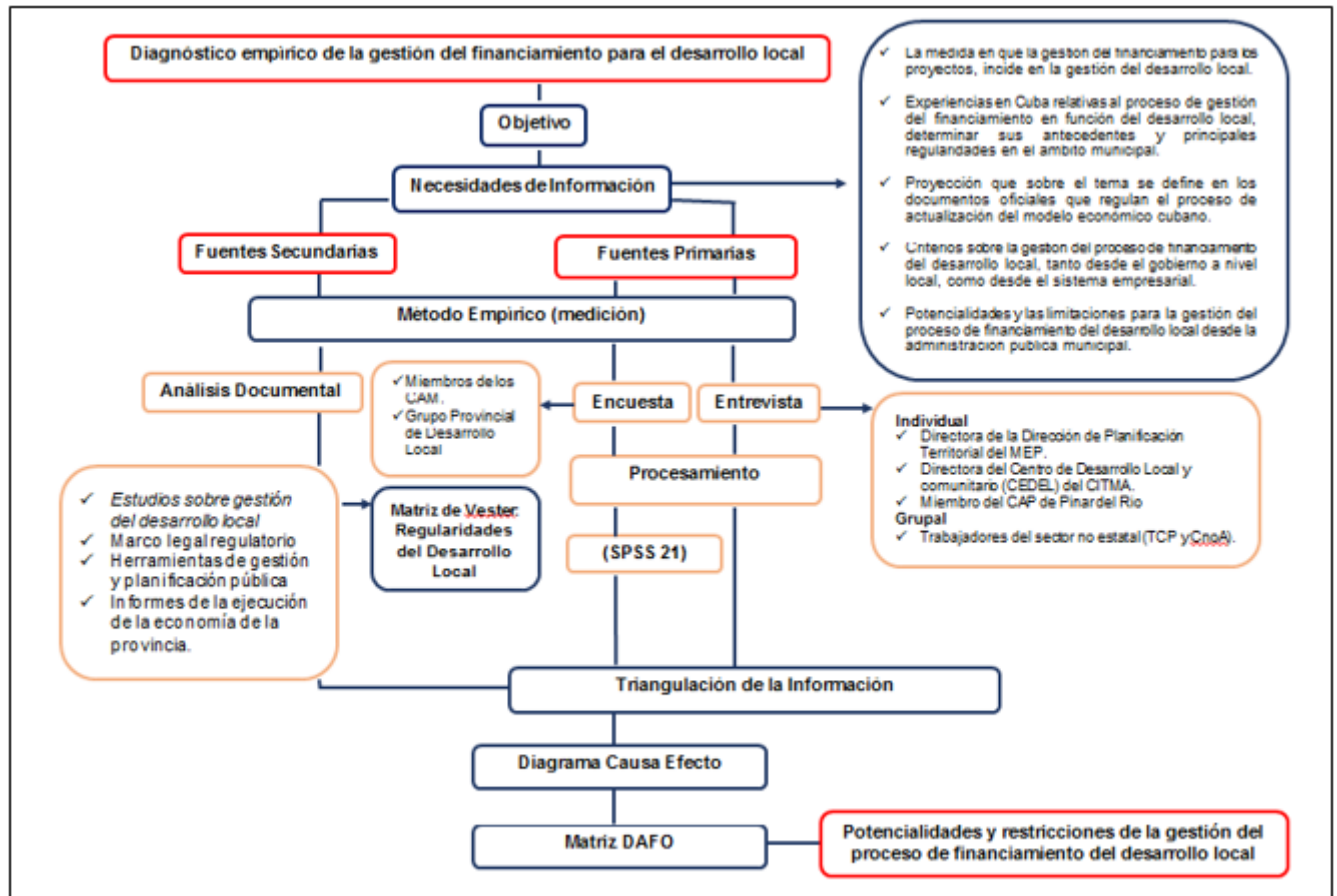 Diagnóstico empírico de la gestión del financiamiento para el desarrollo local
Objetivo
Necesidades de Información
✓ La medida en que la gestion del financiamiento para los
proyectos, incide en la gestión del desarrollo local.
✓ Experiencias en Cuba relativas al proceso de gestión
del financiamiento en función del desarrollo local,
determinar sus antecedentes y principales
regularidades en el ambito municipal.
✓ Proyección que sobre el tema se define en los
documentos oficiales que regulan el proceso de
actualización del modelo económico cubano.
✓ Criterios sobre la gestion del proceso de financiamiento
del desarrollo local, tanto desde el gobierno a nivel
local, como desde el sistema empresarial.
✓ Potencialidades y las limitaciones para la gestión del
proceso de financiamiento del desarrollo local desde la
administracion publica municipal.
Fuentes Secundarías
Fuentes Primarías
Método Empírico (medición)
Análisis Documental
✓Miembros de los
CAM.
✓Grupo Provincial
de Desarrollo
Local
Encuesta
Entrevista
Individual
✓ Directora de la Dirección de Planificación
Territorial del MEP.
✓ Directora del Centro de Desarrollo Local y
comunitario (CEDEL) del CITMA.
✓ Miembro del CAP de Pinar del Rio
Grupal
✓ Trabajadores del sector no estatal (TCP y CnoA).
Procesamiento
✓ Estudios sobre gestión
del desarrollo local
✓ Marco legal regulatorio
✓ Herramientas de gestión
y planificación pública
✓ Informes de la ejecución
de la economía de la
provincia.
Matriz de Vester:
Regularidades
del Desarrollo
Local
(SPSS 21)
Triangulación de la Información
Diagrama Causa Efecto
Matriz DAFO
Potencialidades y restricciones de la gestión del
proceso de financiamiento del desarrollo local